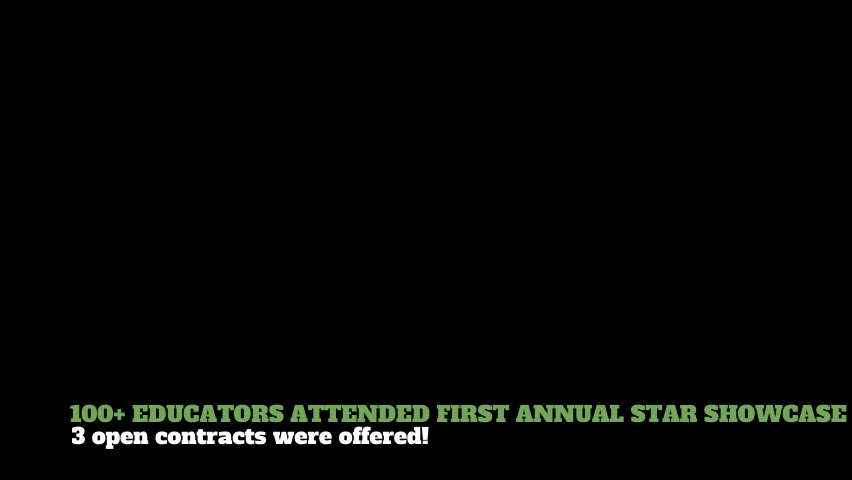 100+ EDUCATORS ATTENDED FIRST ANNUAL STAR SHOWCASE
3 open contracts were offered!